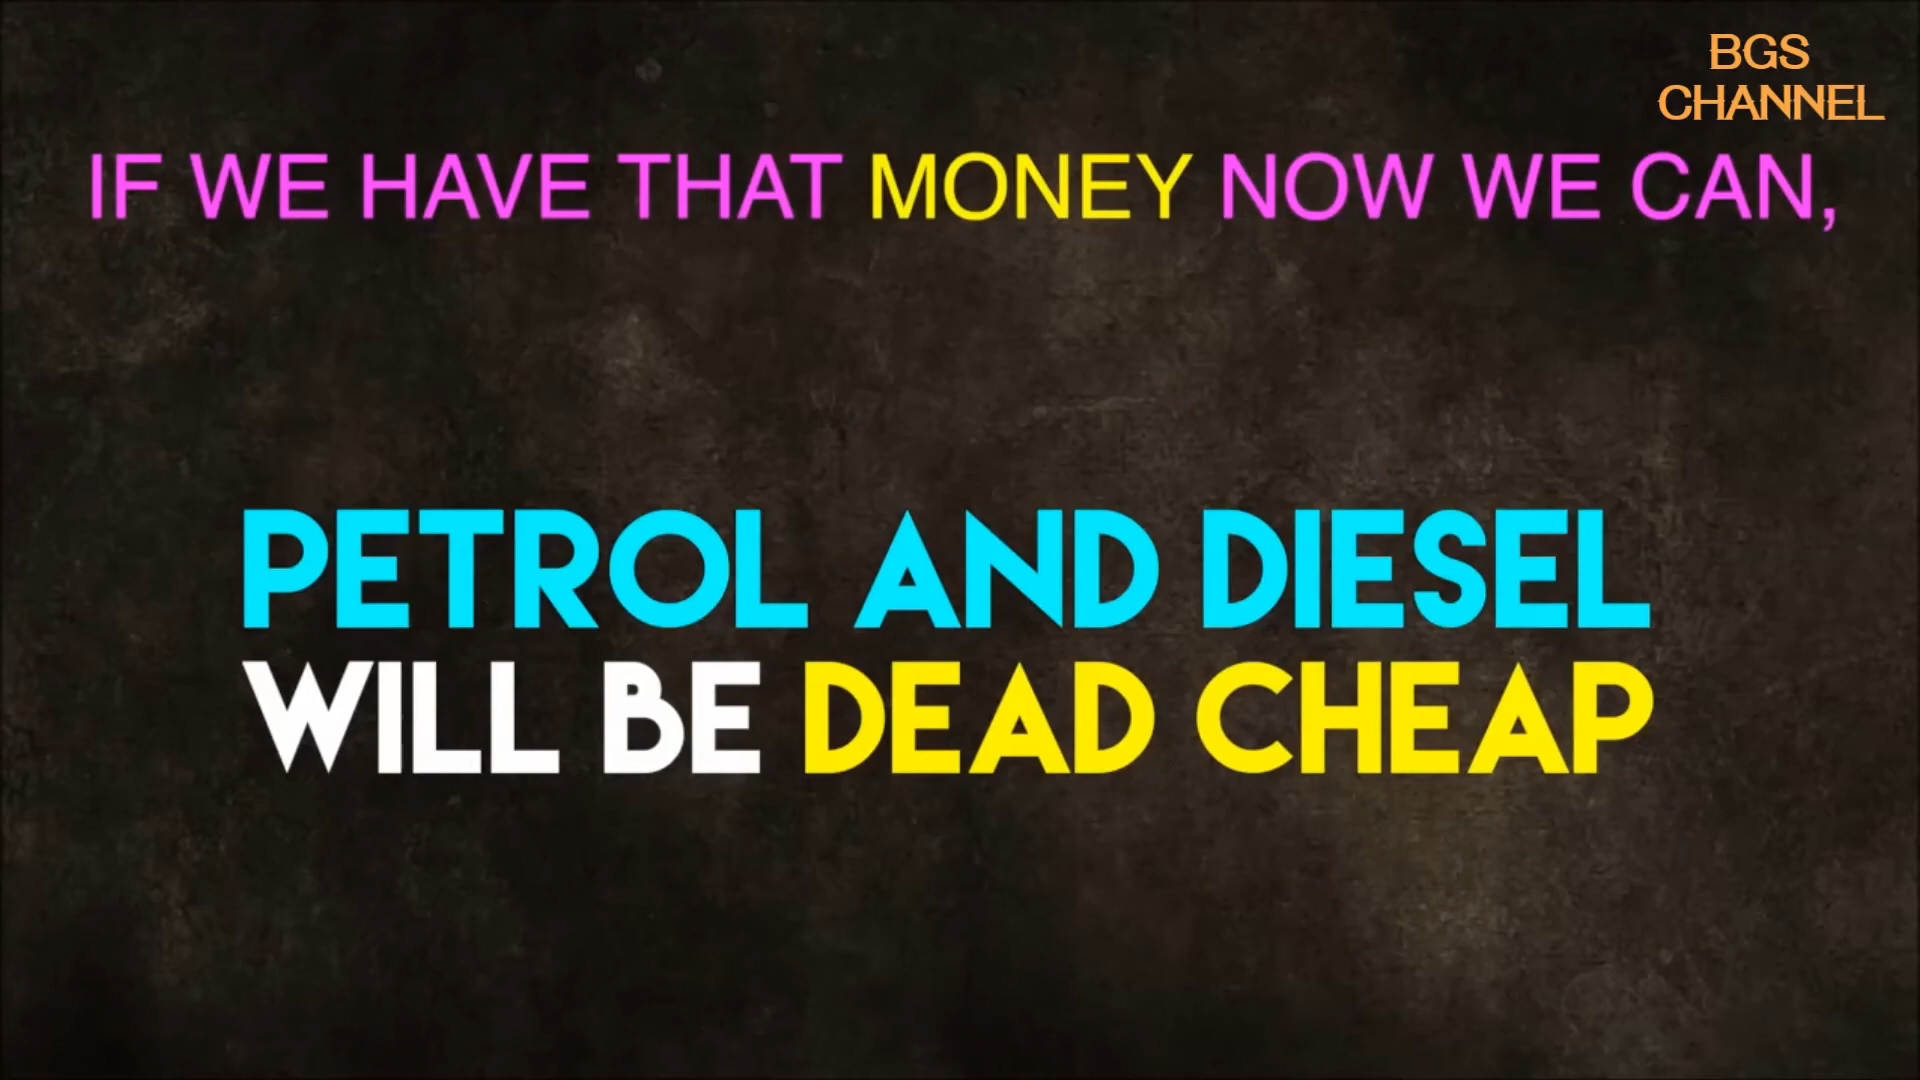 BGS
CHANNEL
IF WE HAVE THAT MONEY NOW WE CAN,
PETROL AND DIESEL
WILL BE DEAD CHEAP